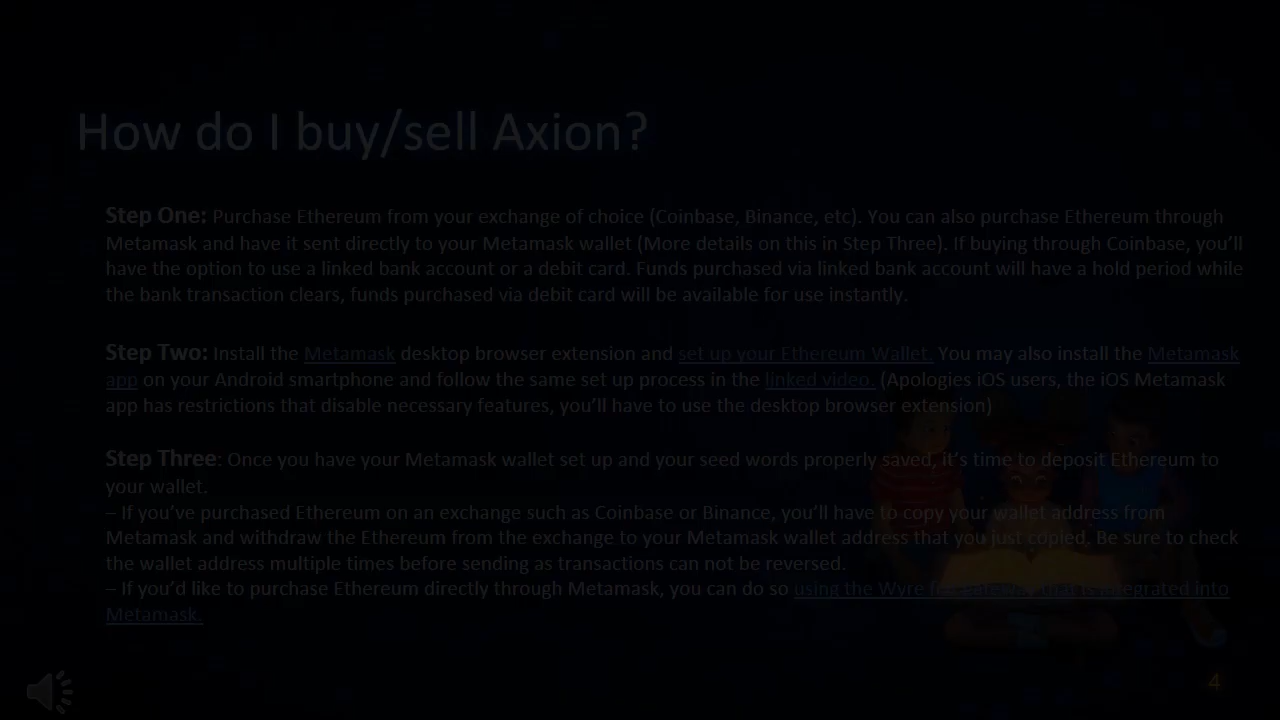 How do I buy/sell Axion?
Step One: Purchase Ethereum from your exchange of choice (Coinbase, Binance, etc). You can also purchase Ethereum through
Metamask and have it sent directly to your Metamask wallet (More details on this in Step Three). If buying through Coinbase, you'll
have the option to use a linked bank account or a debit card. Funds purchased via linked bank account will have a hold period while
the bank transaction clears, funds purchased via debit card will be available for use instantly.
Step Two: Install the Metamask desktop browser extension and set up your Ethereum Wallet. You may also install the Metamask
app on your Android smartphone and follow the same set up process in the linked video. (Apologies iOS users, the iOS Metamask
app has restrictions that disable necessary features, you'll have to use the desktop browser extension)
Step Three: Once you have your Metamask wallet set up and your seed words properly saved, it's time to deposit Ethereum to
your wallet.
– If you've purchased Ethereum on an exchange such as Coinbase or Binance, you'll have to copy your wallet address from
Metamask and withdraw the Ethereum from the exchange to your Metamask wallet address that you just copied. Be sure to check
the wallet address multiple times before sending as transactions can not be reversed.
– If you'd like to purchase Ethereum directly through Metamask, you can do so using the Wyre fiat gateway that is integrated into
Metamask.
4